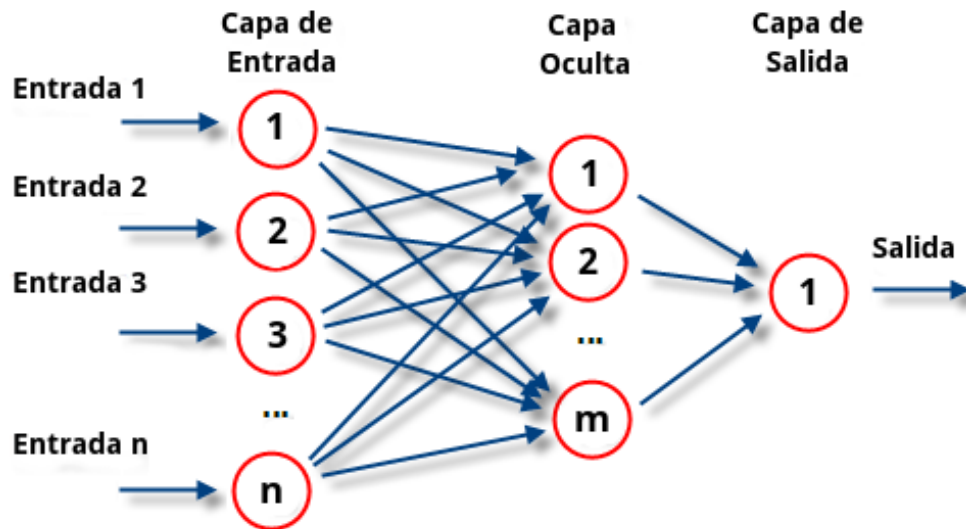 Capa de
Entrada
Capa
Oculta
Capa de
Salida
Entrada 1
Entrada 2
Entrada 3
Entrada n
1
2
3
...
n
1
2
...
m
1
Salida